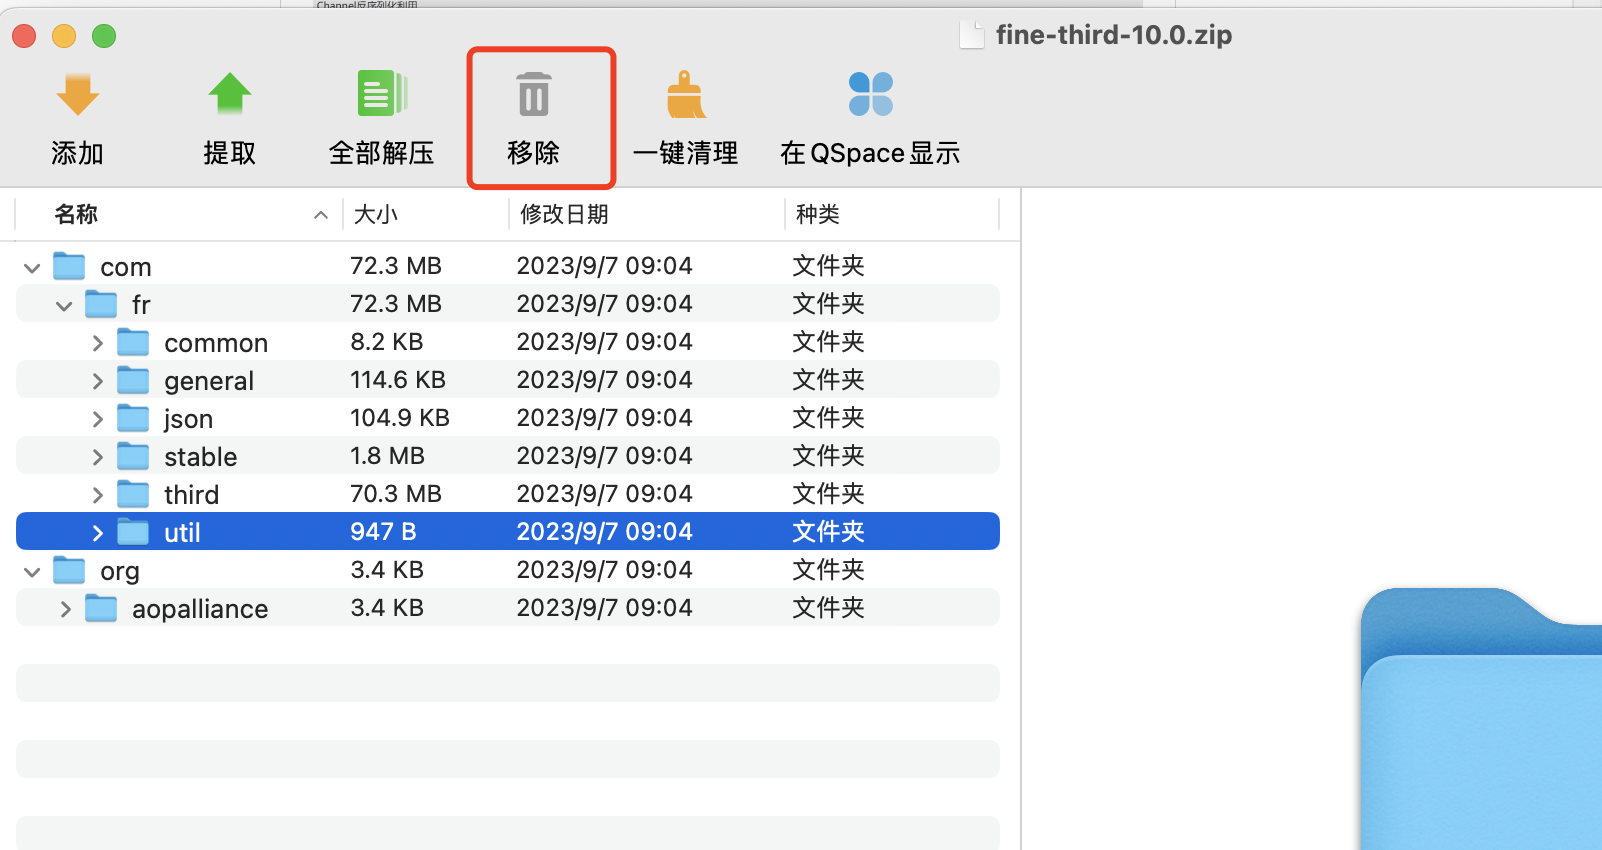 Channel反序列化利用
fine-third-10.0.zip
添加 提取 全部解压 移除 一键清理 在 QSpace 显示
名称 大小 修改日期 种类
com 72.3 MB 2023/9/7 09:04 文件夹
fr 72.3 MB 2023/9/7 09:04 文件夹
common 8.2 KB 2023/9/7 09:04 文件夹
general 114.6 KB 2023/9/7 09:04 文件夹
json 104.9 KB 2023/9/7 09:04 文件夹
stable 1.8 MB 2023/9/7 09:04 文件夹
third 70.3 MB 2023/9/7 09:04 文件夹
util 947 B 2023/9/7 09:04 文件夹
org 3.4 KB 2023/9/7 09:04 文件夹
aopalliance 3.4 KB 2023/9/7 09:04 文件夹